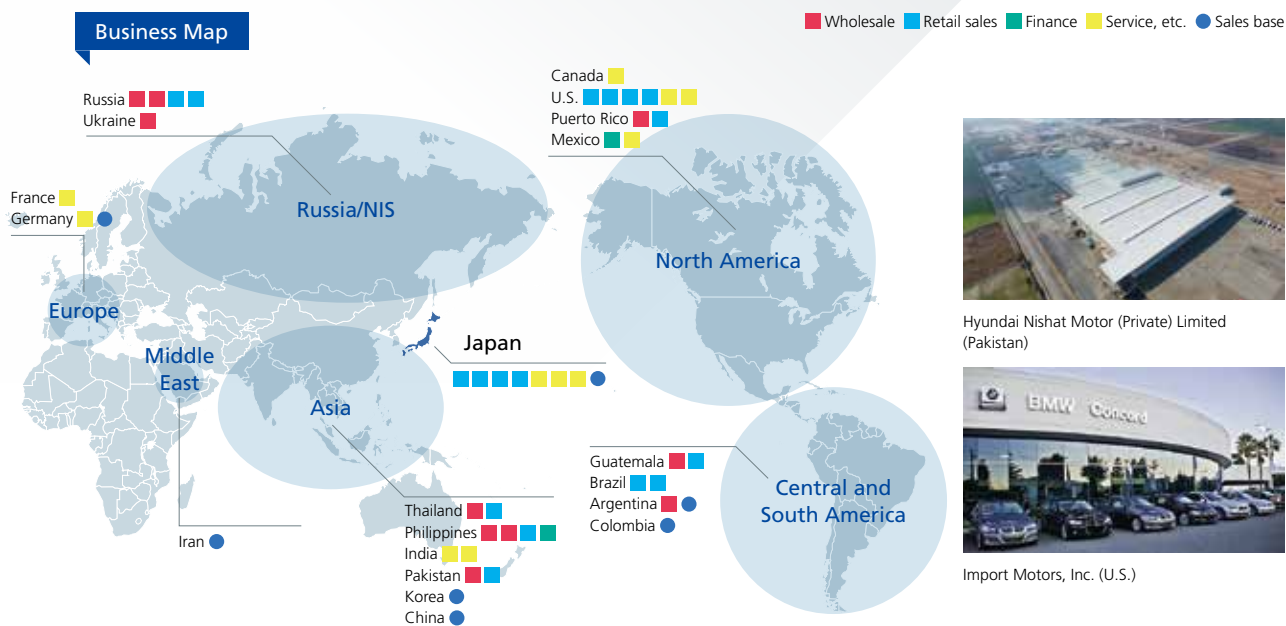 Business Map
Wholesale Retail sales Finance Service, etc. Sales base
Russia
Ukraine
Canada
U.S.
Puerto Rico
Mexico
France
Germany
Russia/NIS
North America
Europe
Middle
East
Asia
Japan
Iran
Thailand
Philippines
India
Pakistan
Korea
China
Guatemala
Brazil
Argentina
Colombia
Central and
South America
Hyundai Nishat Motor (Private) Limited
(Pakistan)
BMW Concord
Import Motors, Inc. (U.S.)